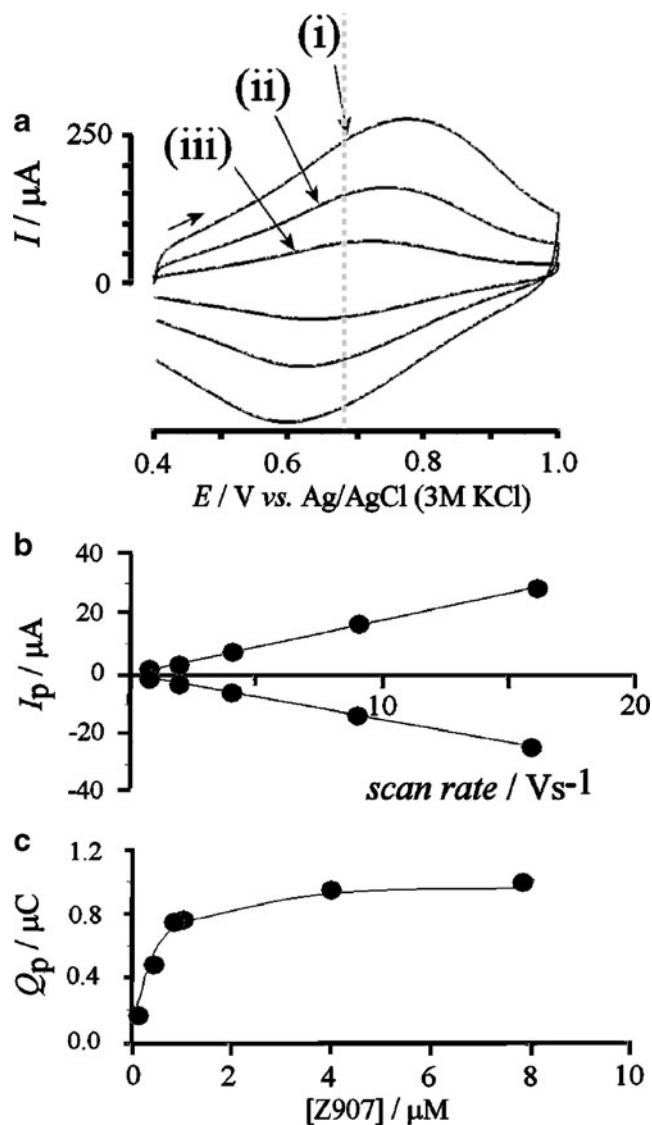 (i)
(ii)
a
(iii)
250
0
I / μA
0.4 0.6 0.8 1.0
E / V vs. Ag/AgCl (3M KCl)
b
40
20
0
-20
-40
Ip / μA
10 20
scan rate / Vs-1
c
1.2
0.8
0.4
0.0
Qp / μC
0 2 4 6 8 10
[Z907] / μM